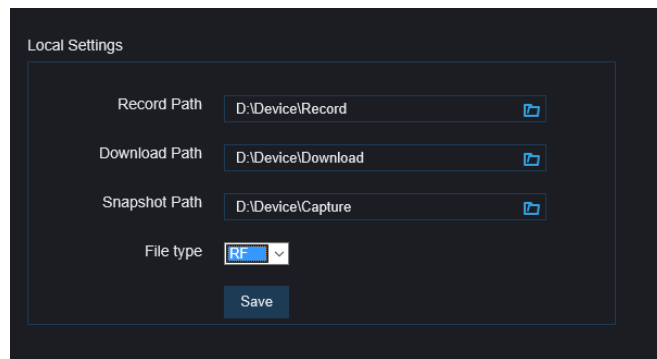 Local Settings
Record Path D:\Device\Record
Download Path D:\Device\Download
Snapshot Path D:\Device\Capture
File type RF
Save